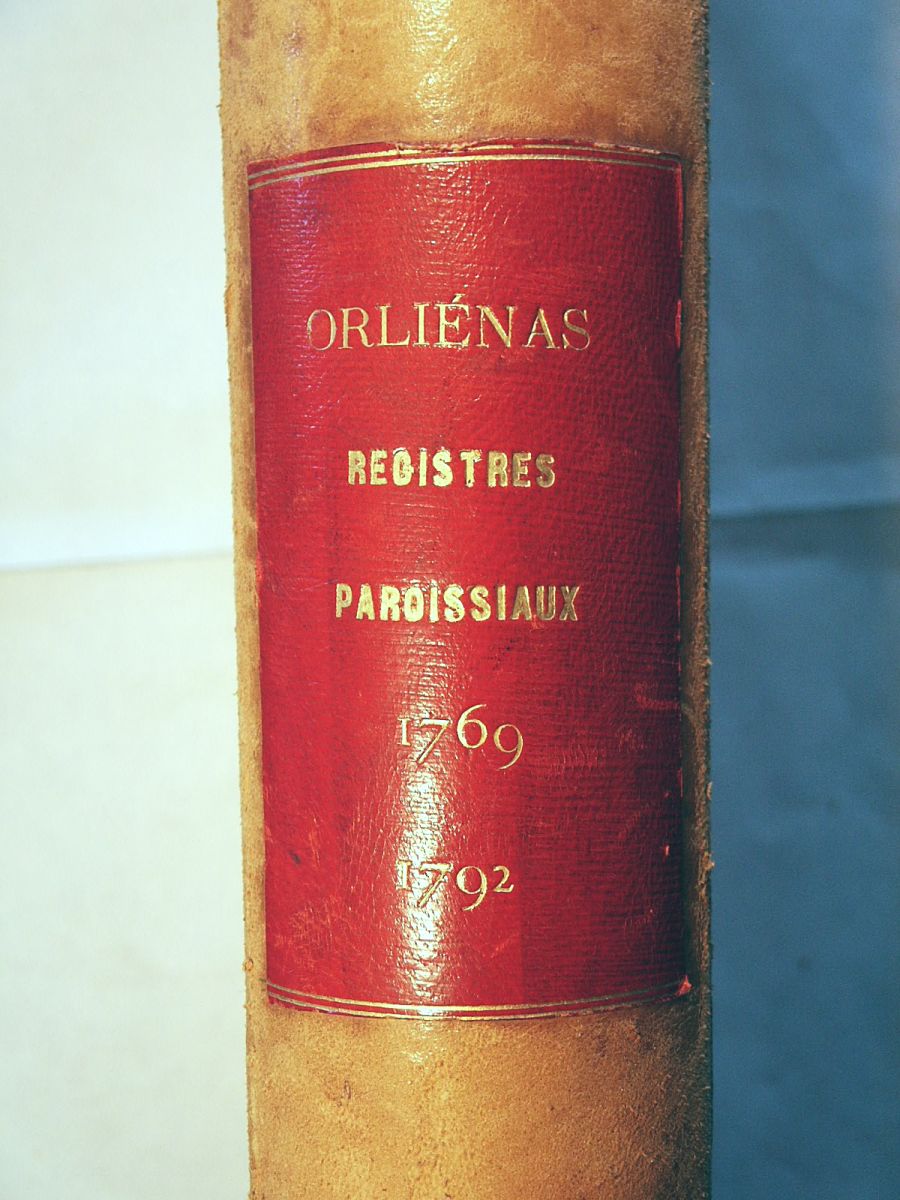 ORLIÉNAS
REGISTRES
PAROISSIAUX
1769
1792